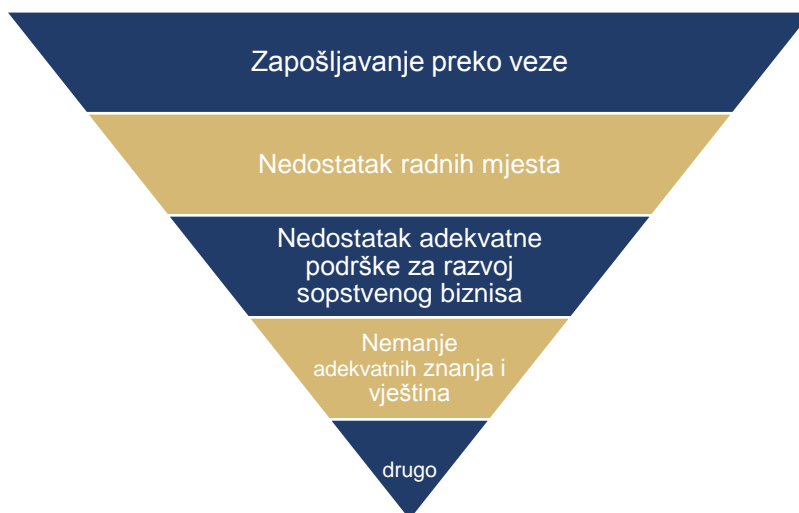 Zapošljavanje preko veze
Nedostatak radnih mjesta
Nedostatak adekvatne
podrške za razvoj
sopstvenog biznisa
Nemanje
adekvatnih znanja i
vještina
drugo